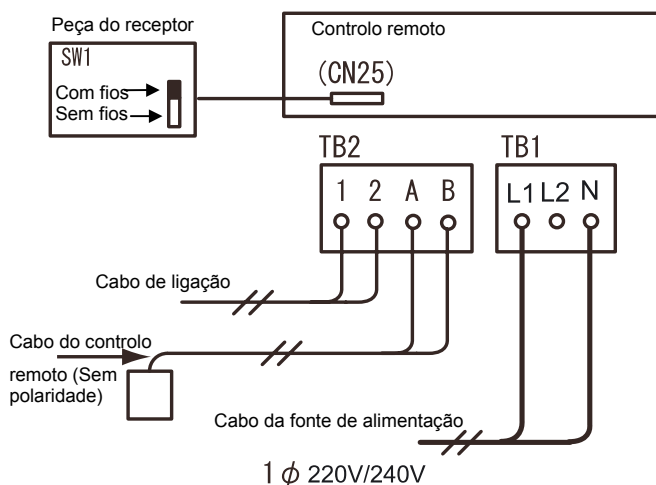 Peça do receptor
SW1
Com fios
Sem fios
Controlo remoto
(CN25)
TB2
1 2 A B
TB1
L1 L2 N
Cabo de ligação
Cabo do controlo
remoto (Sem
polaridade)
Cabo da fonte de alimentação
1 ϕ 220V/240V